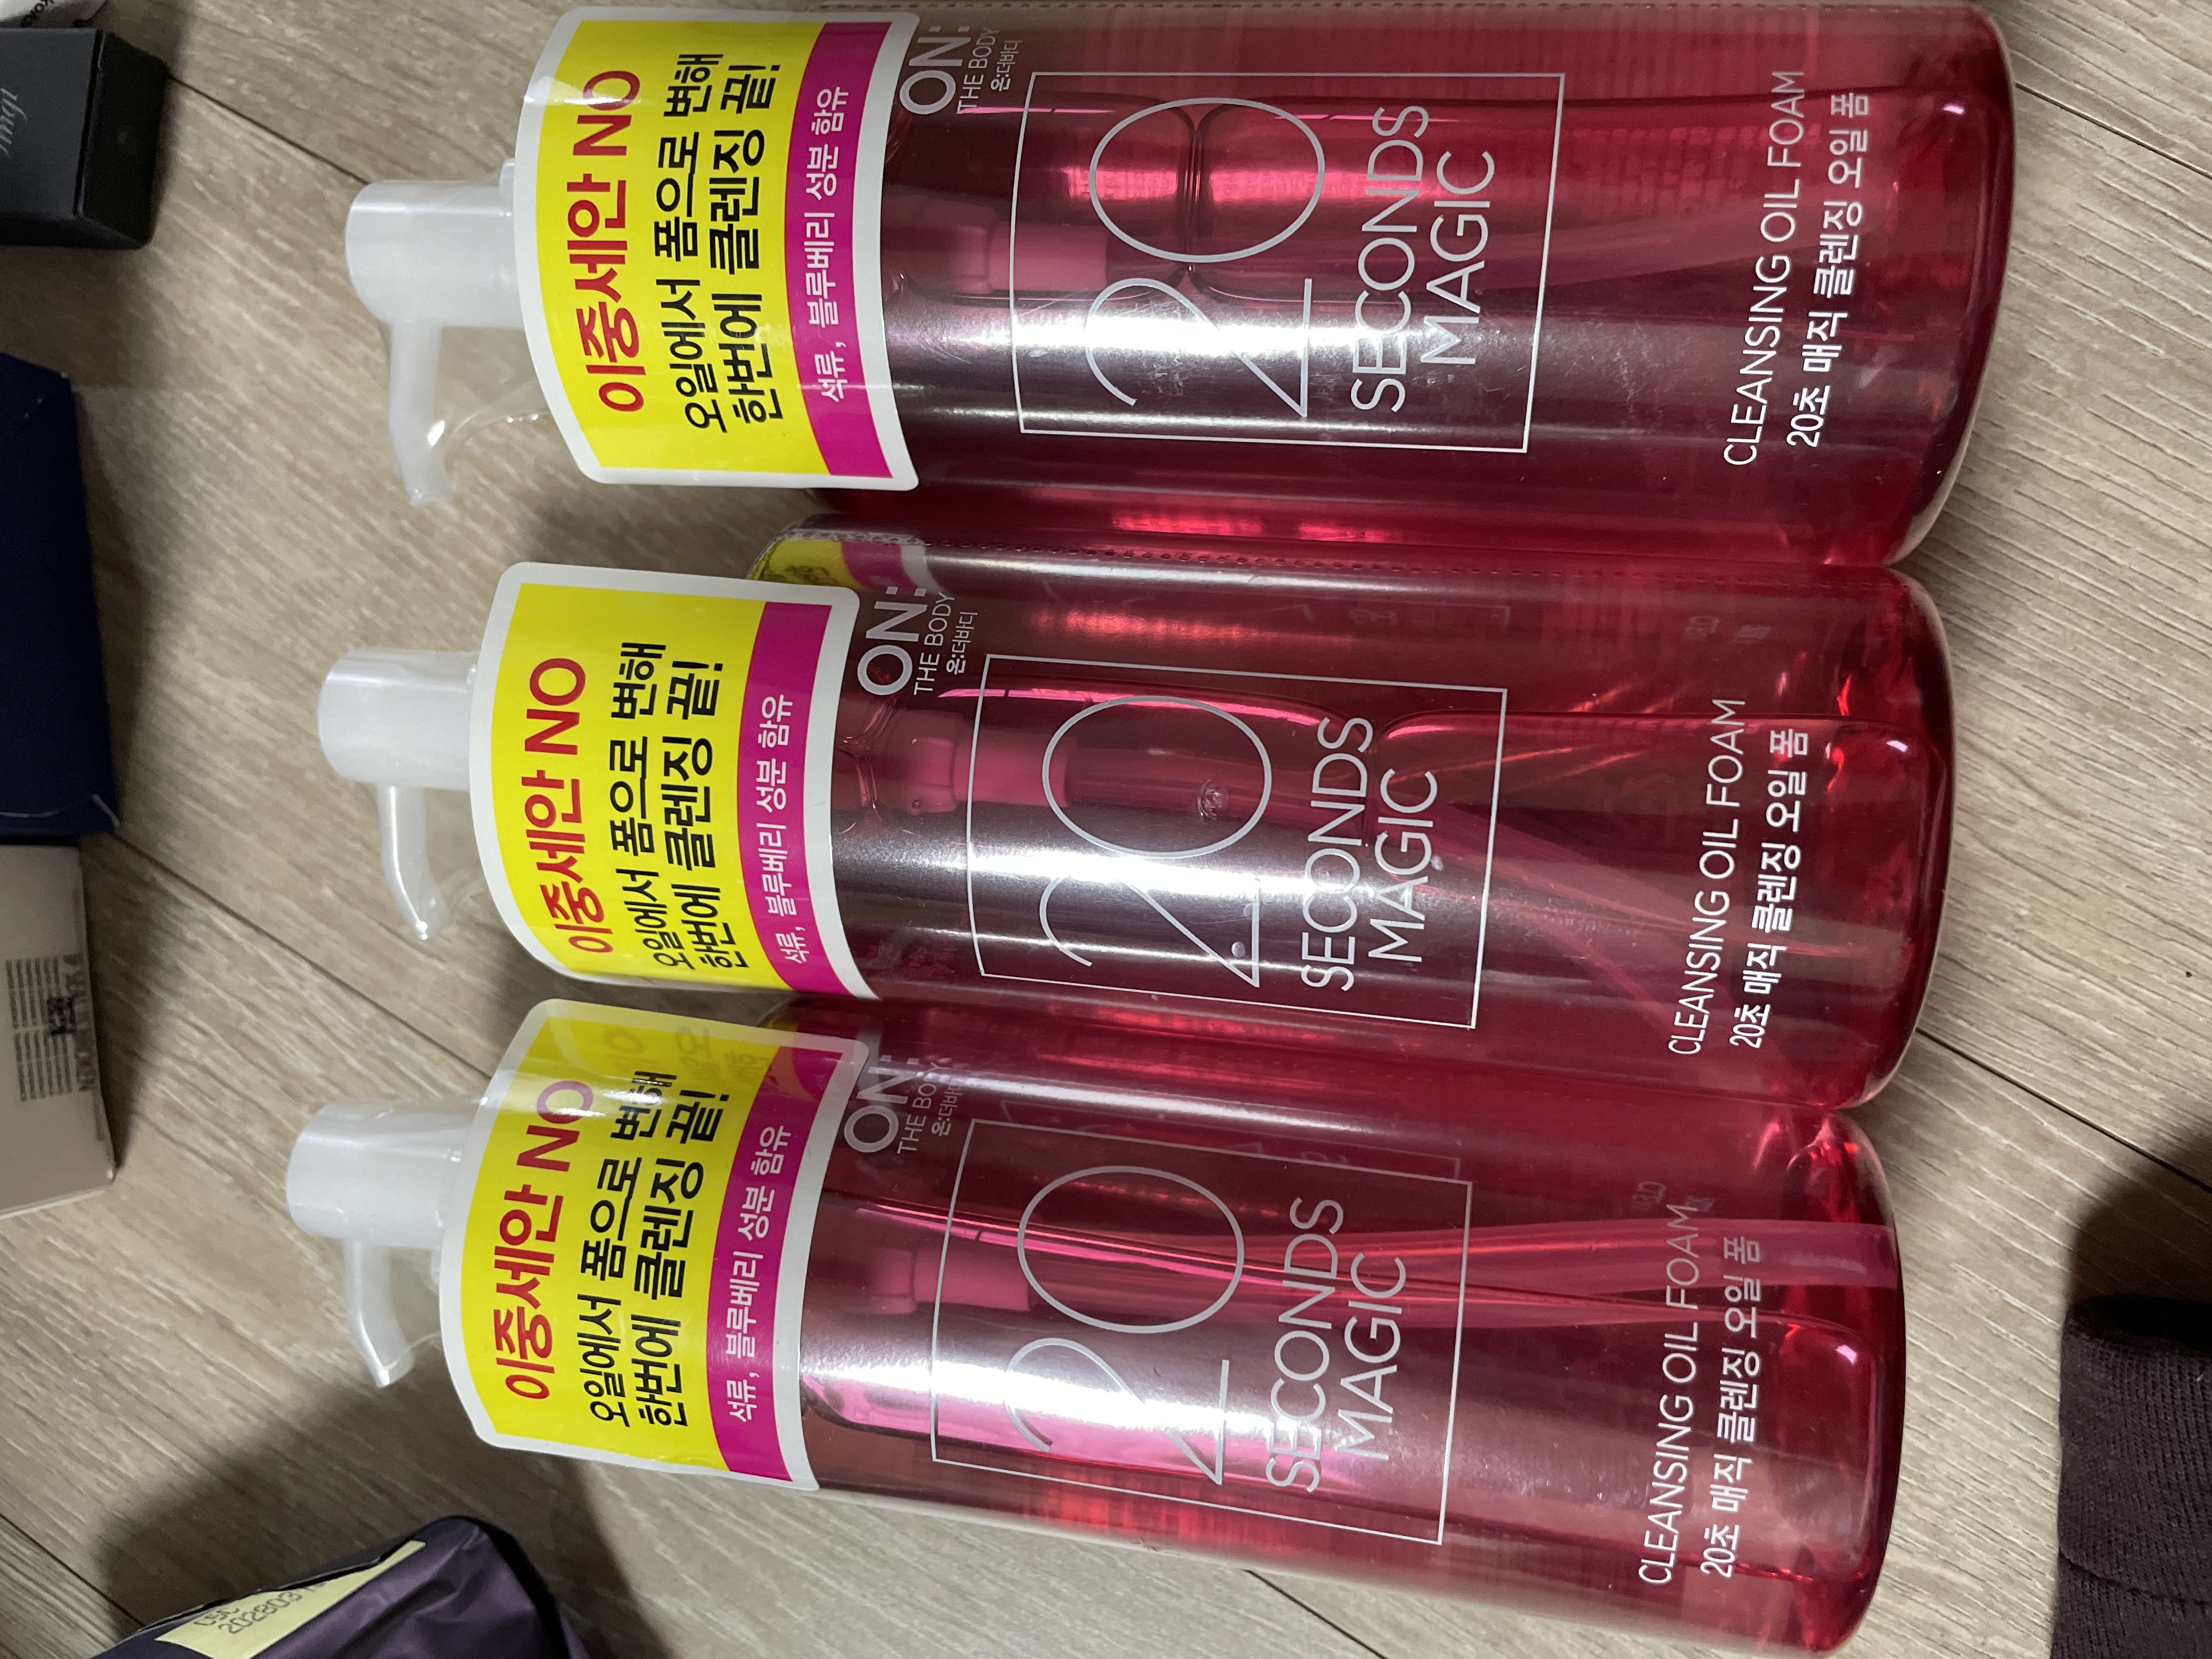 이중세안 NO
오일에서 폼으로 변해
한번에 클렌징 끝!
석류, 블루베리 성분 함유
ON:
THE BODY
온:더바디
20
SECONDS
MAGIC
CLEANSING OIL FOAM
20초 매직 클렌징 오일 폼
이중세안 NO
오일에서 폼으로 변해
한번에 클렌징 끝!
석류, 블루베리 성분 함유
ON:
THE BODY
온:더바디
20
SECONDS
MAGIC
CLEANSING OIL FOAM
20초 매직 클렌징 오일 폼
이중세안 NO
오일에서 폼으로 변해
한번에 클렌징 끝!
석류, 블루베리 성분 함유
ON:
THE BODY
온:더바디
20
SECONDS
MAGIC
CLEANSING OIL FOAM
20초 매직 클렌징 오일 폼